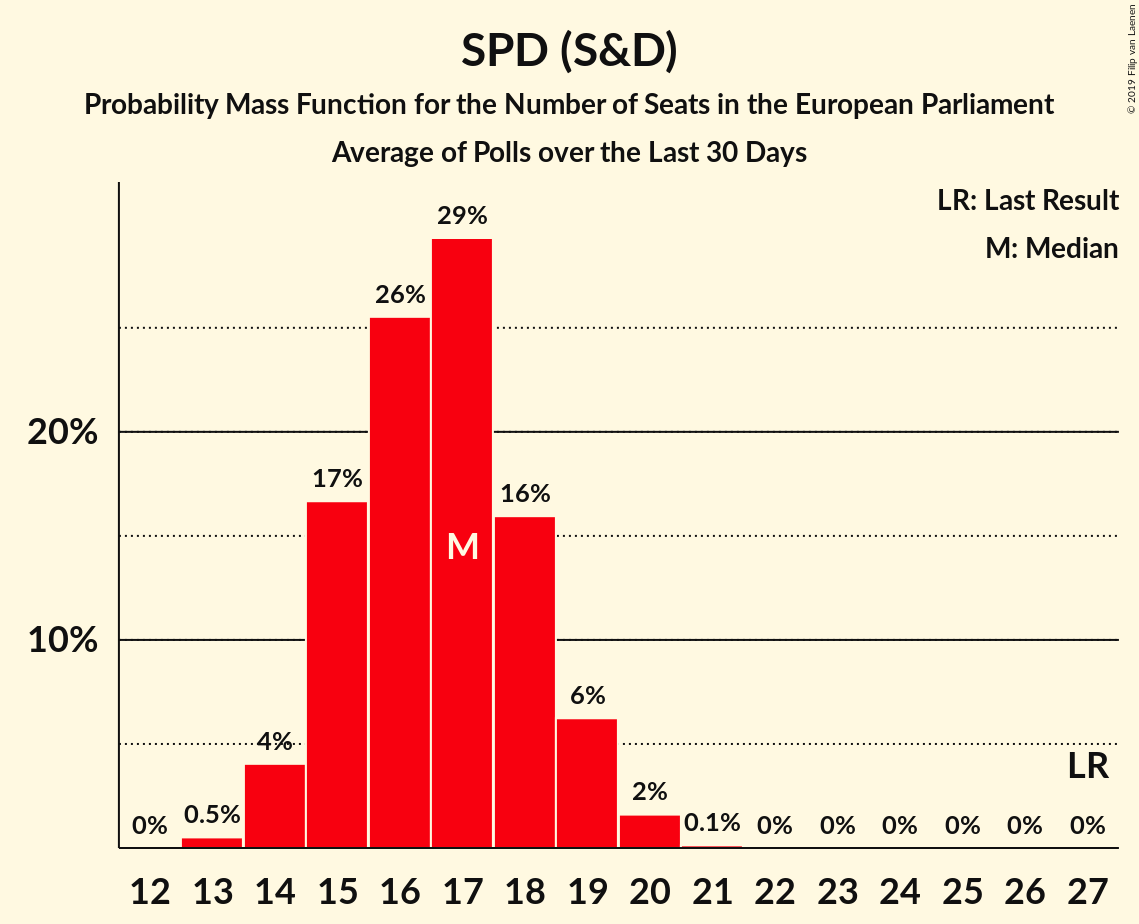 SPD (S&D)
Probability Mass Function for the Number of Seats in the European Parliament
Average of Polls over the Last 30 Days
© 2019 Filip van Laenen
LR: Last Result
M: Median
20%
10%
0%
0.5%
4%
17%
26%
29%
16%
6%
2%
0.1%
0%
0%
0%
0%
0%
0%
M
LR
12 13 14 15 16 17 18 19 20 21 22 23 24 25 26 27